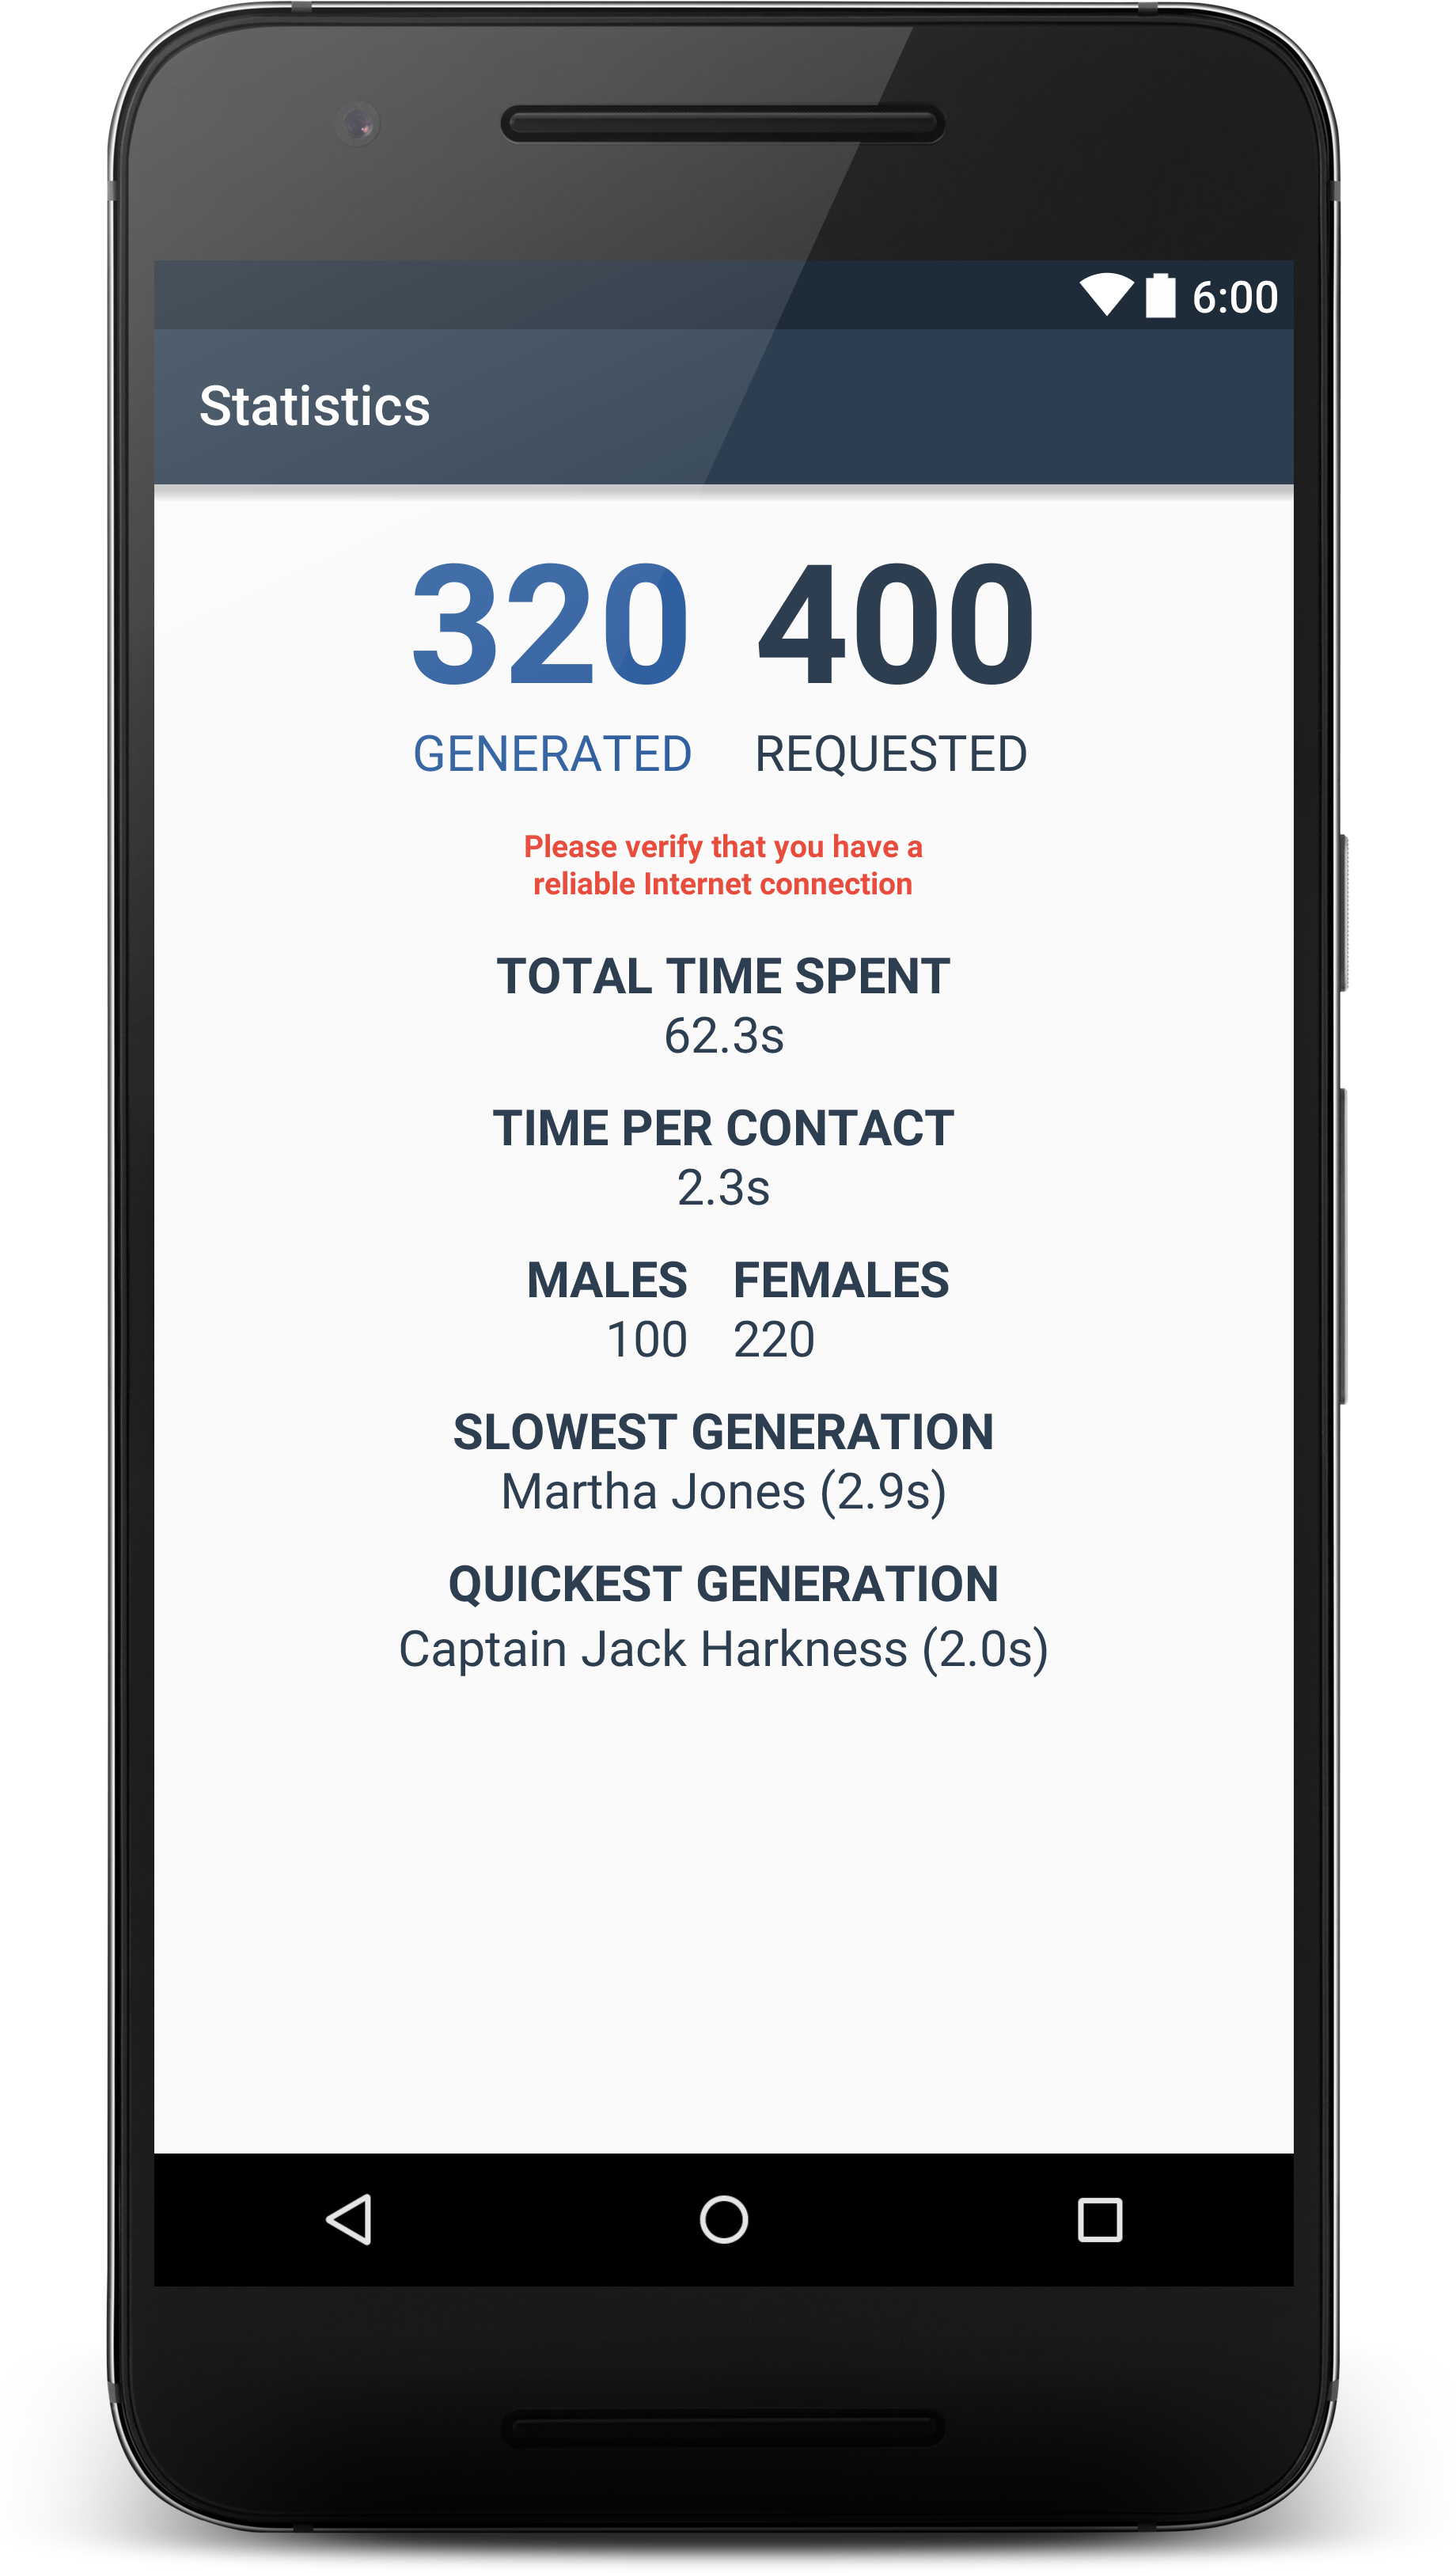 6:00
Statistics
320 400
GENERATED REQUESTED
Please verify that you have a
reliable Internet connection
TOTAL TIME SPENT
62.3s
TIME PER CONTACT
2.3s
MALES FEMALES
100 220
SLOWEST GENERATION
Martha Jones (2.9s)
QUICKEST GENERATION
Captain Jack Harkness (2.0s)